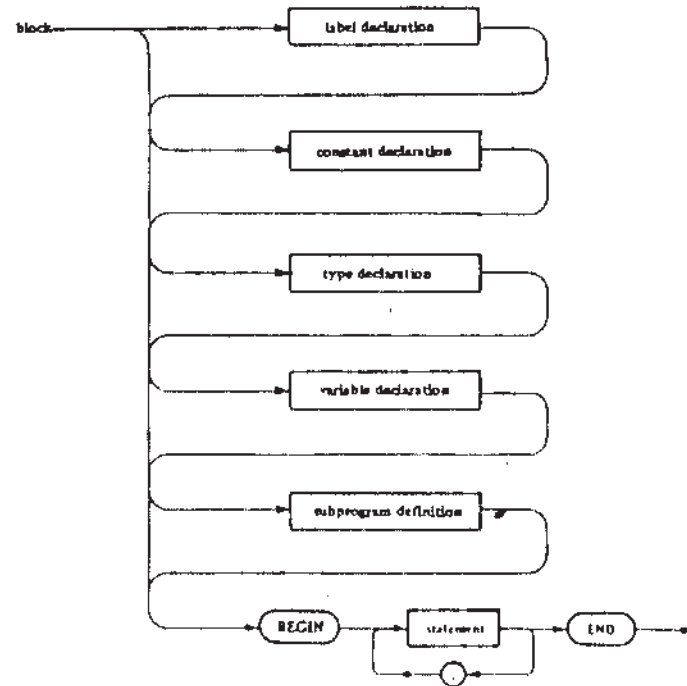 block
label declaration
constant declaration
type declaration
variable declaration
subprogram definition
BEGIN
statement
END